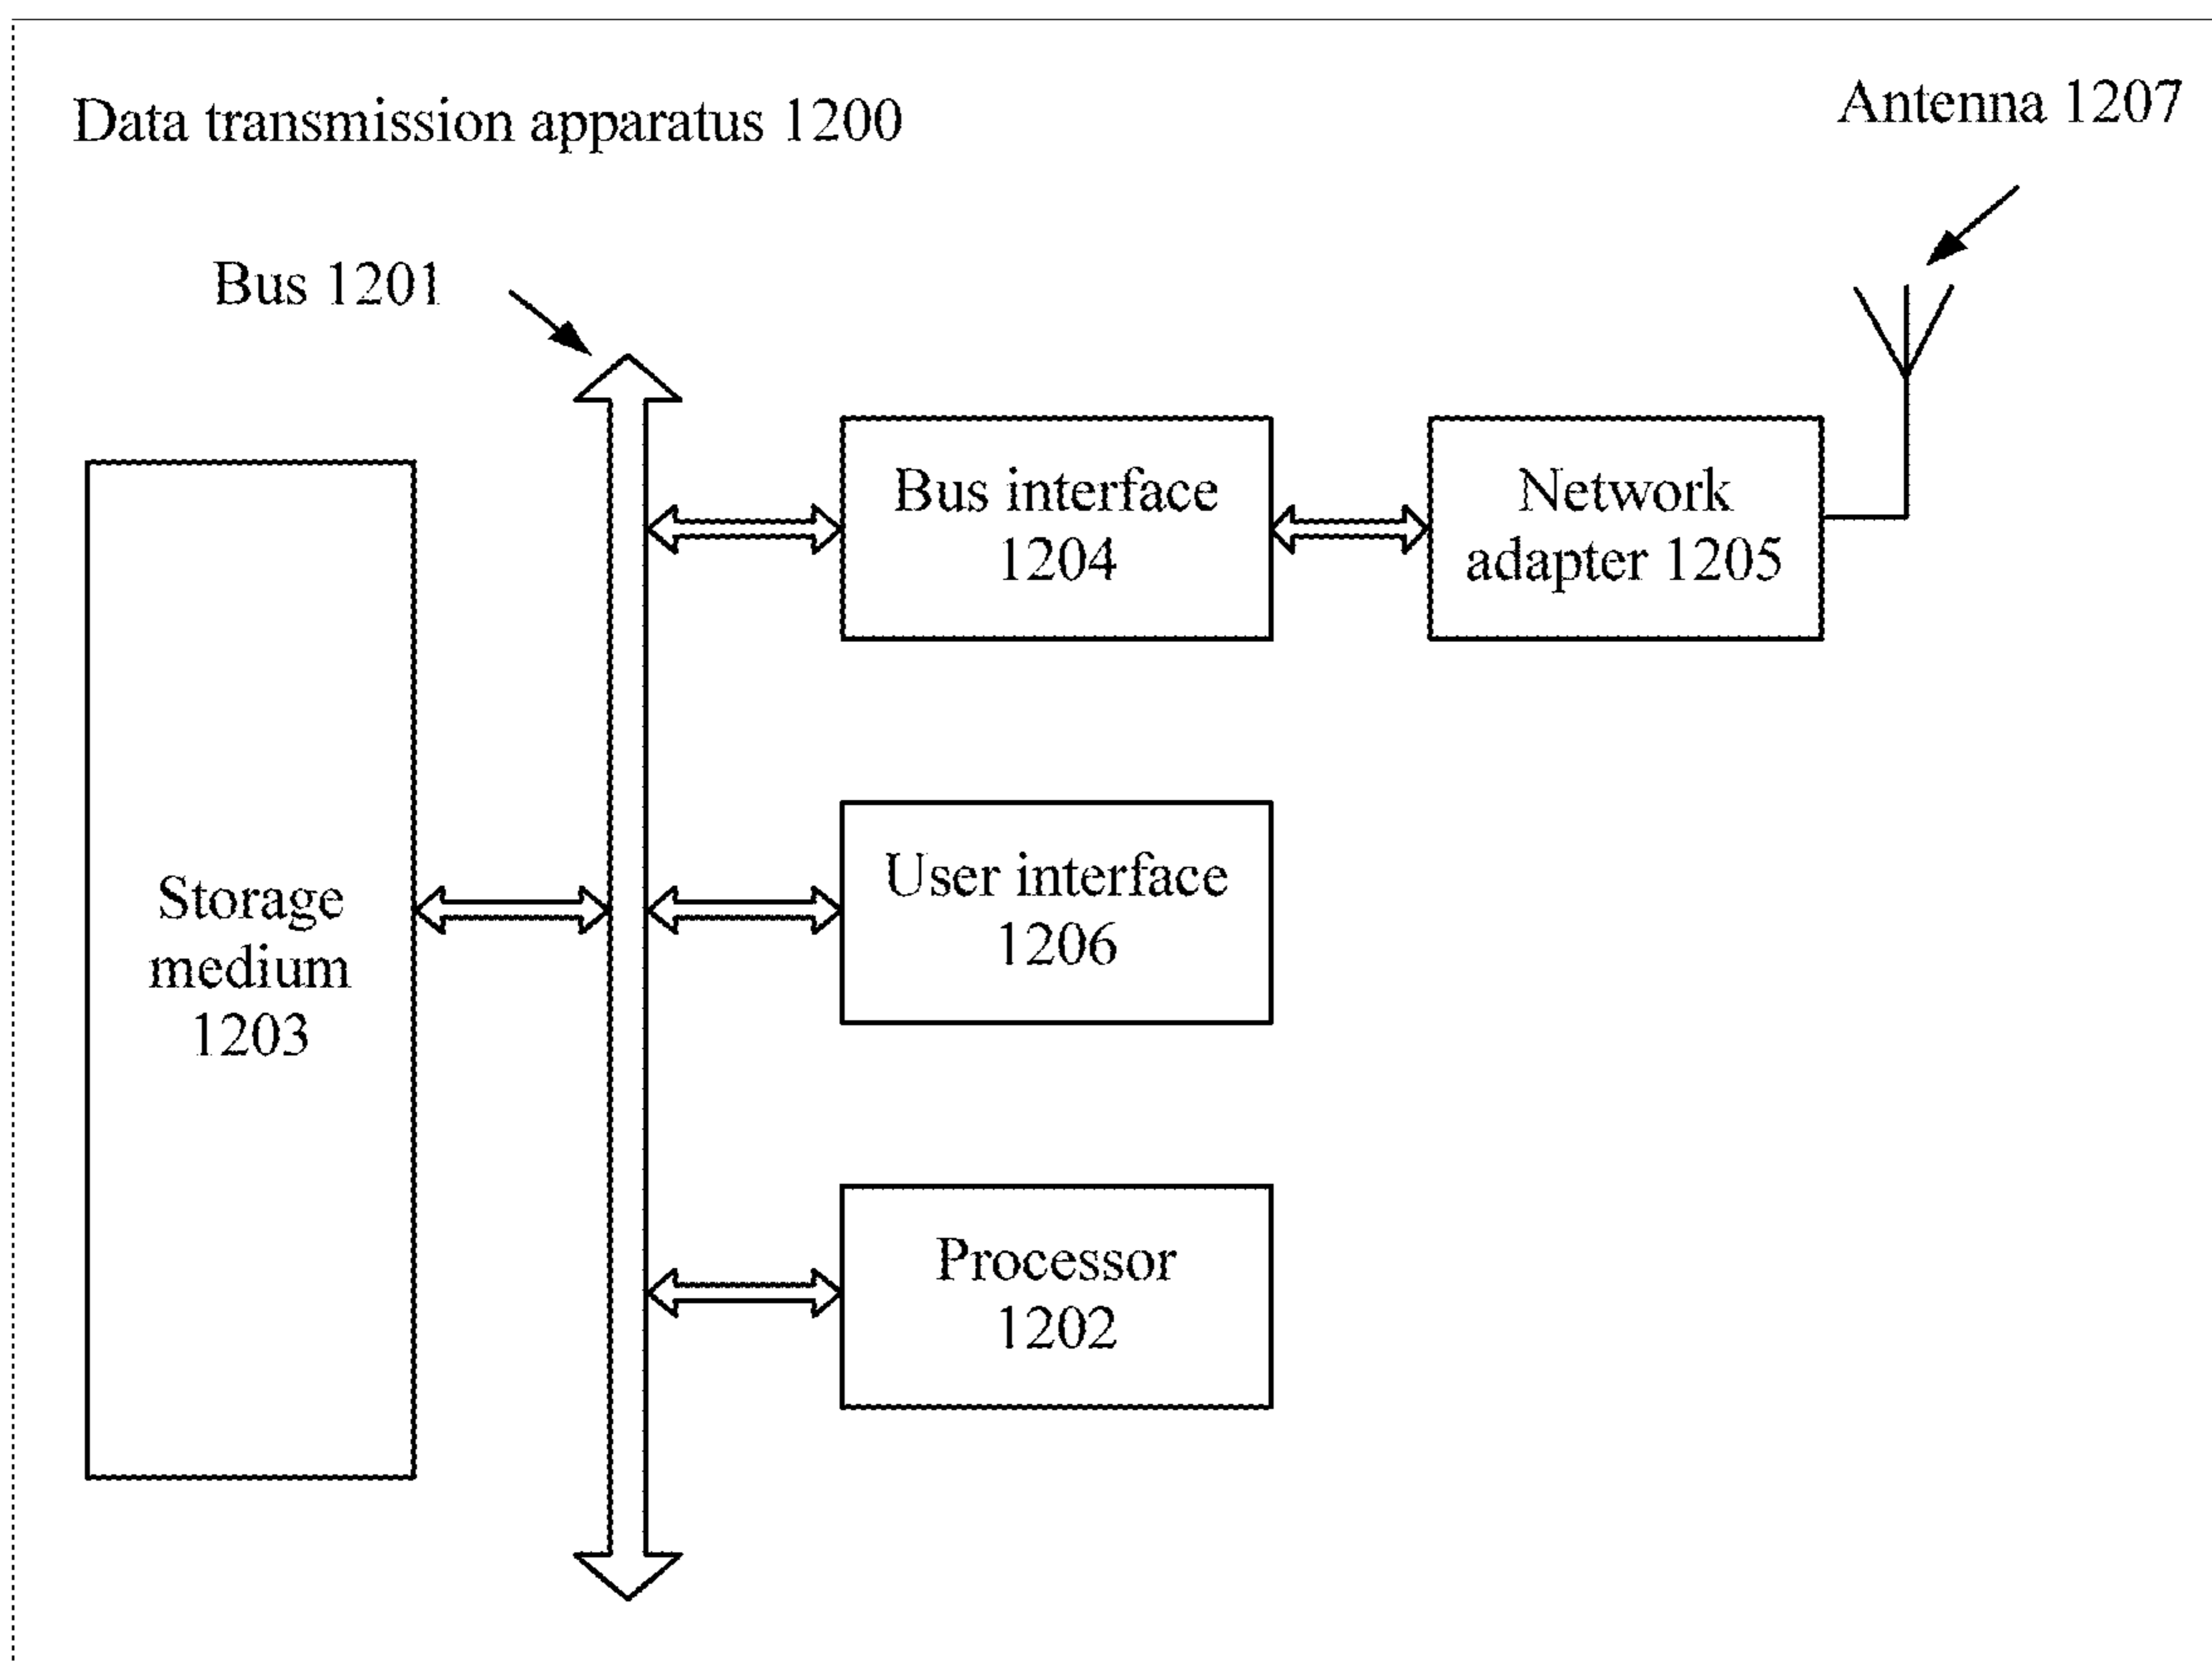 Data transmission apparatus 1200
Antenna 1207
Bus 1201
Bus interface
1204
Network
adapter 1205
Storage
medium
1203
User interface
1206
Processor
1202